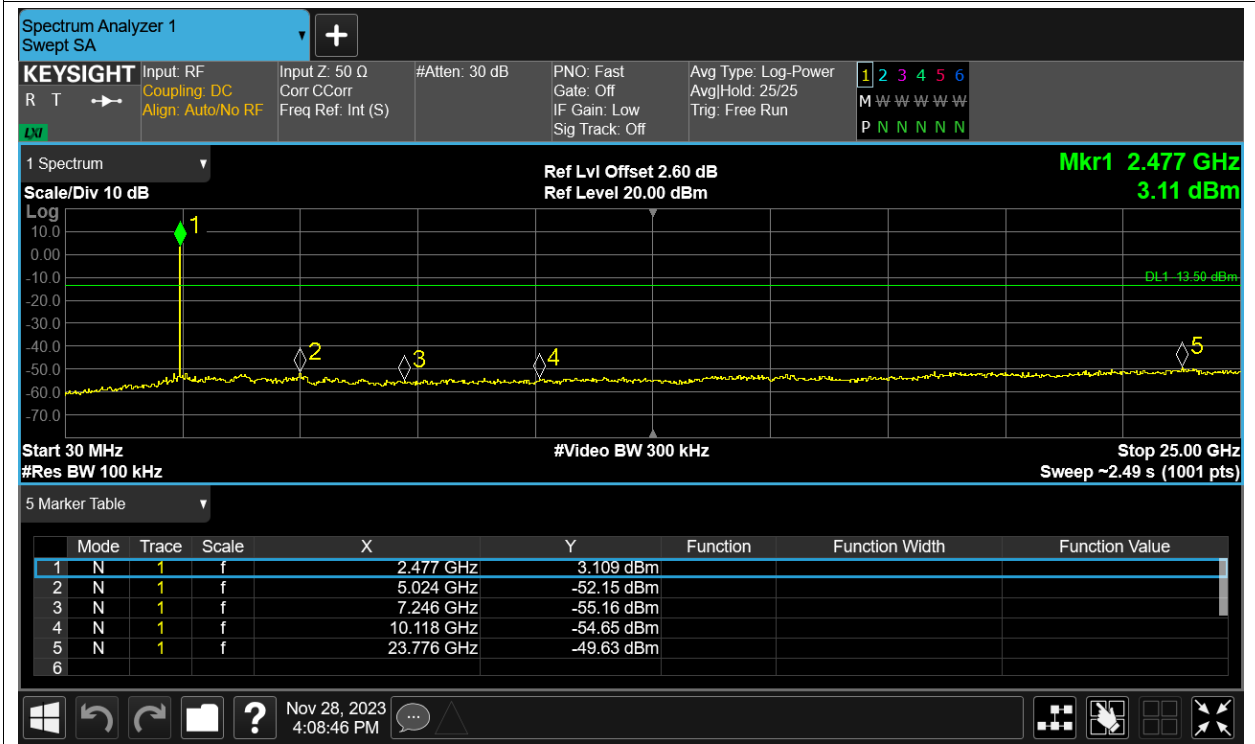 Spectrum Analyzer 1
Swept SA
+
KEYSIGHT
R T
LXI
Input: RF
Coupling: DC
Align: Auto/No RF
Input Z: 50 Ω
Corr CCorr
Freq Ref: Int (S)
#Atten: 30 dB
PNO: Fast
Gate: Off
IF Gain: Low
Sig Track: Off
Avg Type: Log-Power
Avg|Hold: 25/25
Trig: Free Run
1 2 3 4 5 6
M W W W W W
P N N N N N
1 Spectrum
Scale/Div 10 dB
Ref Lvl Offset 2.60 dB
Ref Level 20.00 dBm
Mkr1 2.477 GHz
3.11 dBm
Log
10.0
0.00
-10.0
-20.0
-30.0
-40.0
-50.0
-60.0
-70.0
1
2
3
4
5
DL1 -13.50 dBm
Start 30 MHz
#Res BW 100 kHz
#Video BW 300 kHz
Stop 25.00 GHz
Sweep ~2.49 s (1001 pts)
5 Marker Table
Mode Trace Scale X Y Function Function Width Function Value
1 N 1 f 2.477 GHz 3.109 dBm
2 N 1 f 5.024 GHz -52.15 dBm
3 N 1 f 7.246 GHz -55.16 dBm
4 N 1 f 10.118 GHz -54.65 dBm
5 N 1 f 23.776 GHz -49.63 dBm
6
?
Nov 28, 2023
4:08:46 PM